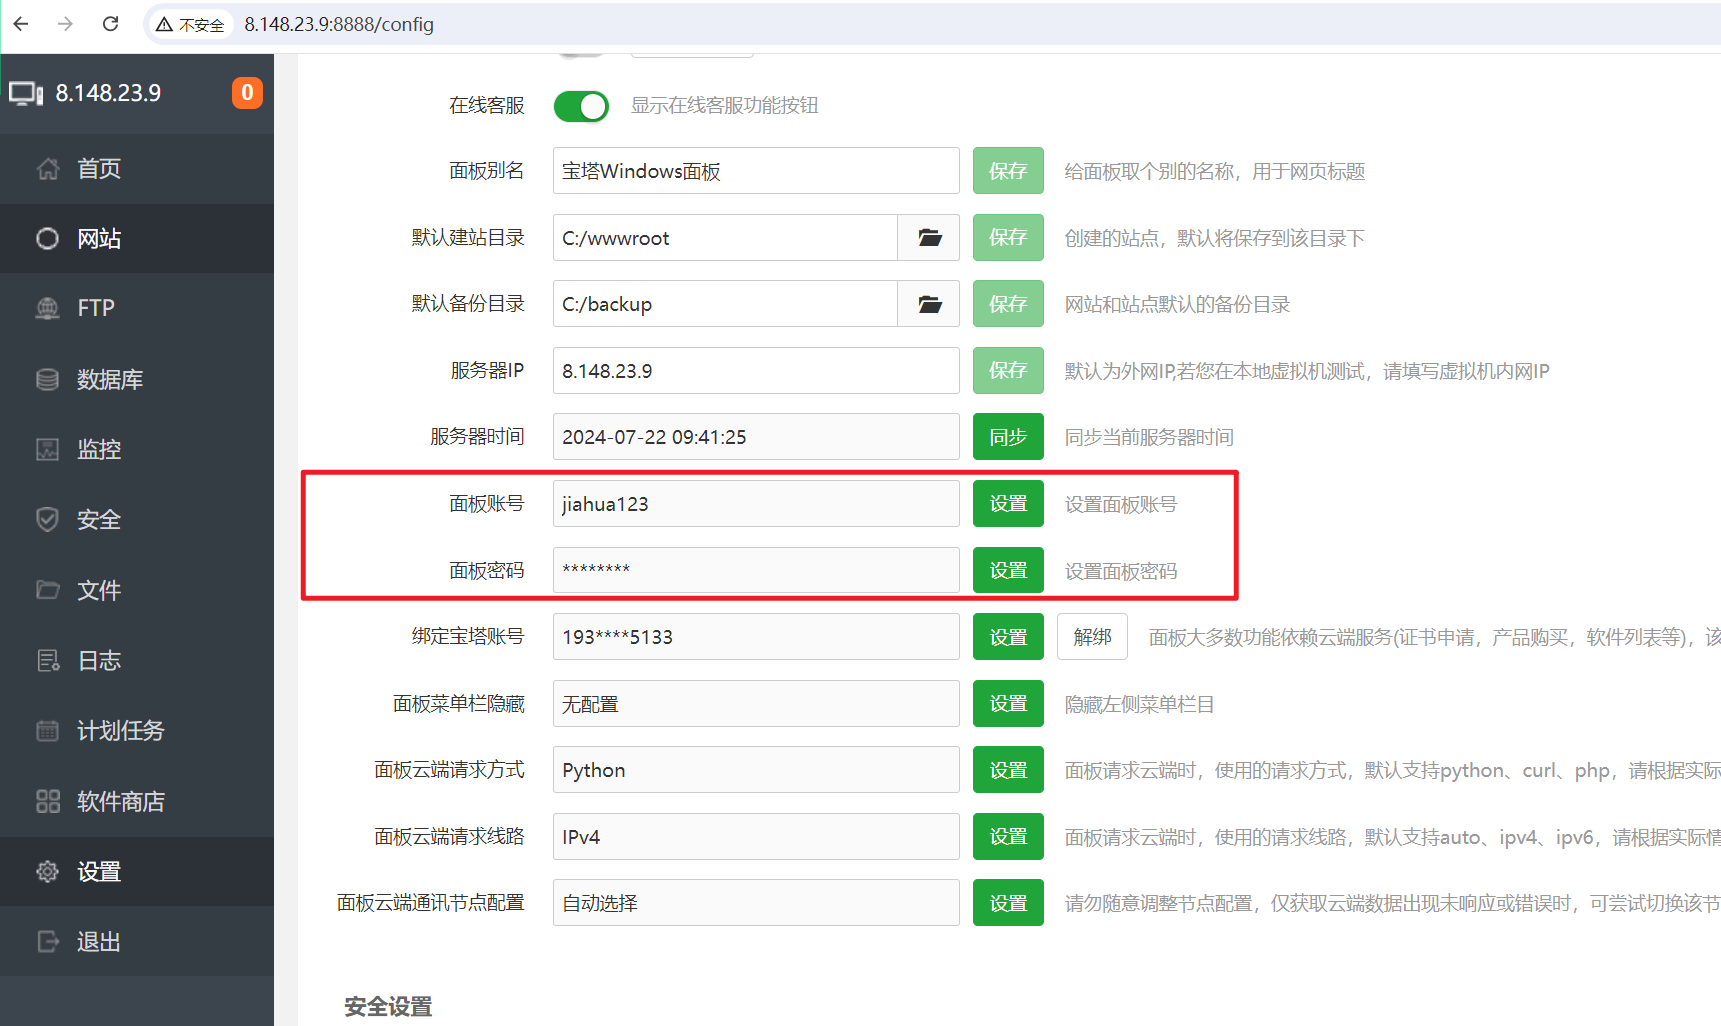 不安全 8.148.23.9:8888/config
8.148.23.9
0
首页
网站
FTP
数据库
监控
安全
文件
日志
计划任务
软件商店
设置
退出
在线客服 显示在线客服功能按钮
面板别名 宝塔Windows面板 保存 给面板取个别的名称，用于网页标题
默认建站目录 C:/wwwroot 保存 创建的站点，默认将保存到该目录下
默认备份目录 C:/backup 保存 网站和站点默认的备份目录
服务器IP 8.148.23.9 保存 默认为外网IP,若您在本地虚拟机测试，请填写虚拟机内网IP
服务器时间 2024-07-22 09:41:25 同步 同步当前服务器时间
面板账号 jiahua123 设置 设置面板账号
面板密码 ******** 设置 设置面板密码
绑定宝塔账号 193****5133 设置 解绑 面板大多数功能依赖云端服务(证书申请，产品购买，软件列表等)，该
面板菜单栏隐藏 无配置 设置 隐藏左侧菜单栏目
面板云端请求方式 Python 设置 面板请求云端时，使用的请求方式，默认支持python、curl、php，请根据实际
面板云端请求线路 IPv4 设置 面板请求云端时，使用的请求线路，默认支持auto、ipv4、ipv6，请根据实际情
面板云端通讯节点配置 自动选择 设置 请勿随意调整节点配置，仅获取云端数据出现未响应或错误时，可尝试切换该节
安全设置